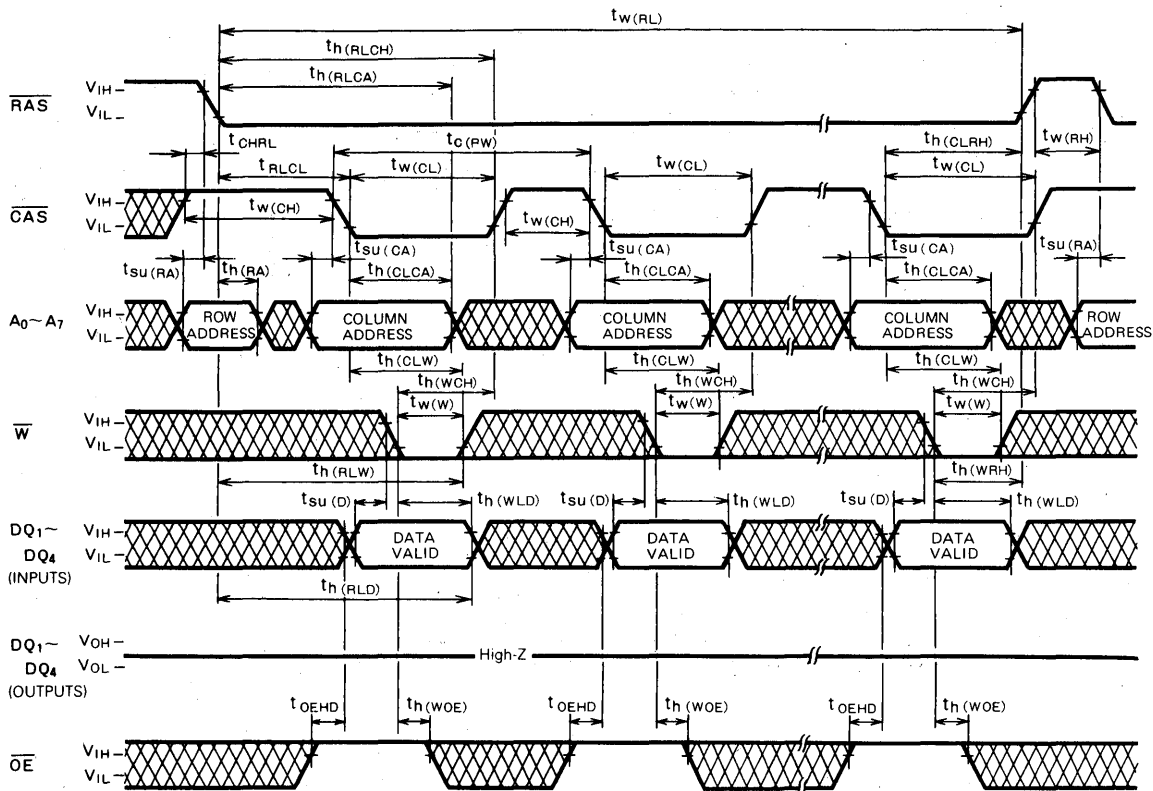 tw(RL)
th(RLCH)
th(RLCA)
RAS
VIH
VIL
tCHRL
tRLCL
tC(PW)
tw(CL)
tw(CL)
th(CLRH)
tw(CL)
tw(RH)
CAS
VIH
VIL
tw(CH)
tw(CH)
tsu(RA)
th(RA)
tsu(CA)
th(CLCA)
tsu(CA)
th(CLCA)
tsu(CA)
th(CLCA)
tsu(RA)
A0~A7
VIH
VIL
ROW ADDRESS
COLUMN ADDRESS
COLUMN ADDRESS
COLUMN ADDRESS
ROW ADDRESS
th(CLW)
th(WCH)
tw(W)
th(CLW)
th(WCH)
tw(W)
th(CLW)
th(WCH)
tw(W)
W
VIH
VIL
th(RLW)
th(WRH)
tsu(D)
th(WLD)
tsu(D)
th(WLD)
tsu(D)
th(WLD)
DQ1~
DQ4
(INPUTS)
VIH
VIL
DATA VALID
DATA VALID
DATA VALID
th(RLD)
DQ1~
DQ4
(OUTPUTS)
VOH
VOL
High-Z
tOEHD
th(WOE)
tOEHD
th(WOE)
tOEHD
th(WOE)
OE
VIH
VIL